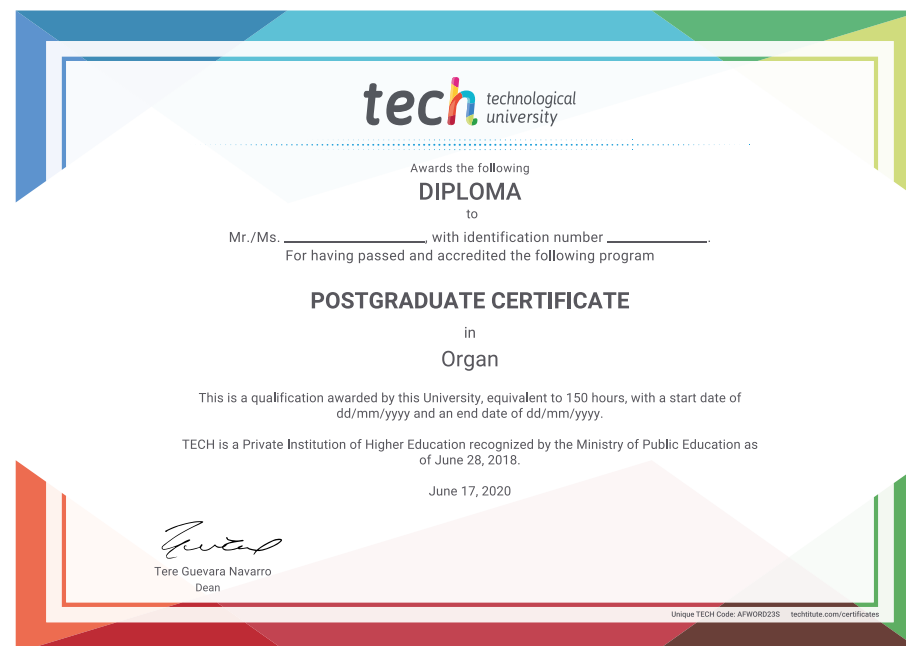 tech technological
university
Awards the following
DIPLOMA
to
Mr./Ms. ____________________, with identification number ______________.
For having passed and accredited the following program
POSTGRADUATE CERTIFICATE
in
Organ
This is a qualification awarded by this University, equivalent to 150 hours, with a start date of
dd/mm/yyyy and an end date of dd/mm/yyyy.
TECH is a Private Institution of Higher Education recognized by the Ministry of Public Education as
of June 28, 2018.
June 17, 2020
Tere Guevara Navarro
Dean
Unique TECH Code: AFWORD23S techtitute.com/certificates